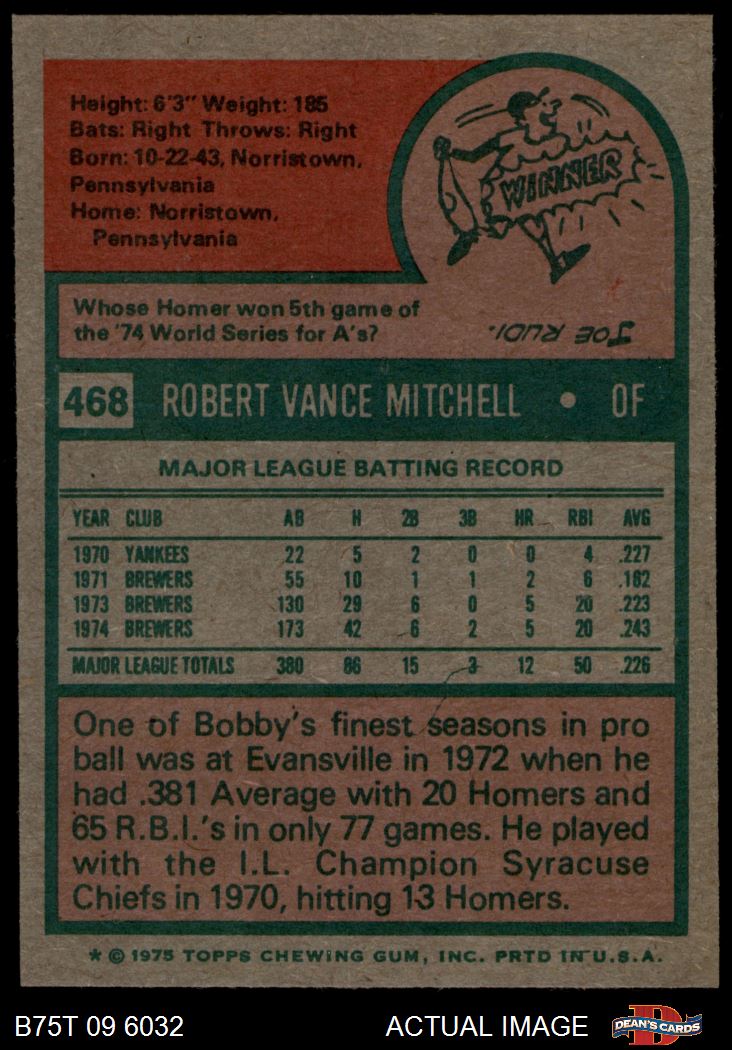 Height: 6'3" Weight: 185
Bats: Right Throws: Right
Born: 10-22-43, Norristown,
Pennsylvania
Home: Norristown,
Pennsylvania
WINNER
Whose Homer won 5th game of
the '74 World Series for A's?
JOE RUDI.
468 ROBERT VANCE MITCHELL • OF
MAJOR LEAGUE BATTING RECORD
YEAR CLUB AB H 2B 3B HR RBI AVG
1970 YANKEES 22 5 2 0 0 4 .227
1971 BREWERS 55 10 1 1 2 6 .182
1973 BREWERS 130 29 6 0 5 20 .223
1974 BREWERS 173 42 6 2 5 20 .243
MAJOR LEAGUE TOTALS 380 86 15 3 12 50 .226
One of Bobby's finest seasons in pro
ball was at Evansville in 1972 when he
had .381 Average with 20 Homers and
65 R.B.I.'s in only 77 games. He played
with the I.L. Champion Syracuse
Chiefs in 1970, hitting 13 Homers.
* © 1975 TOPPS CHEWING GUM, INC. PRTD IN U.S.A.
B75T 09 6032 ACTUAL IMAGE D DEAN'S CARDS